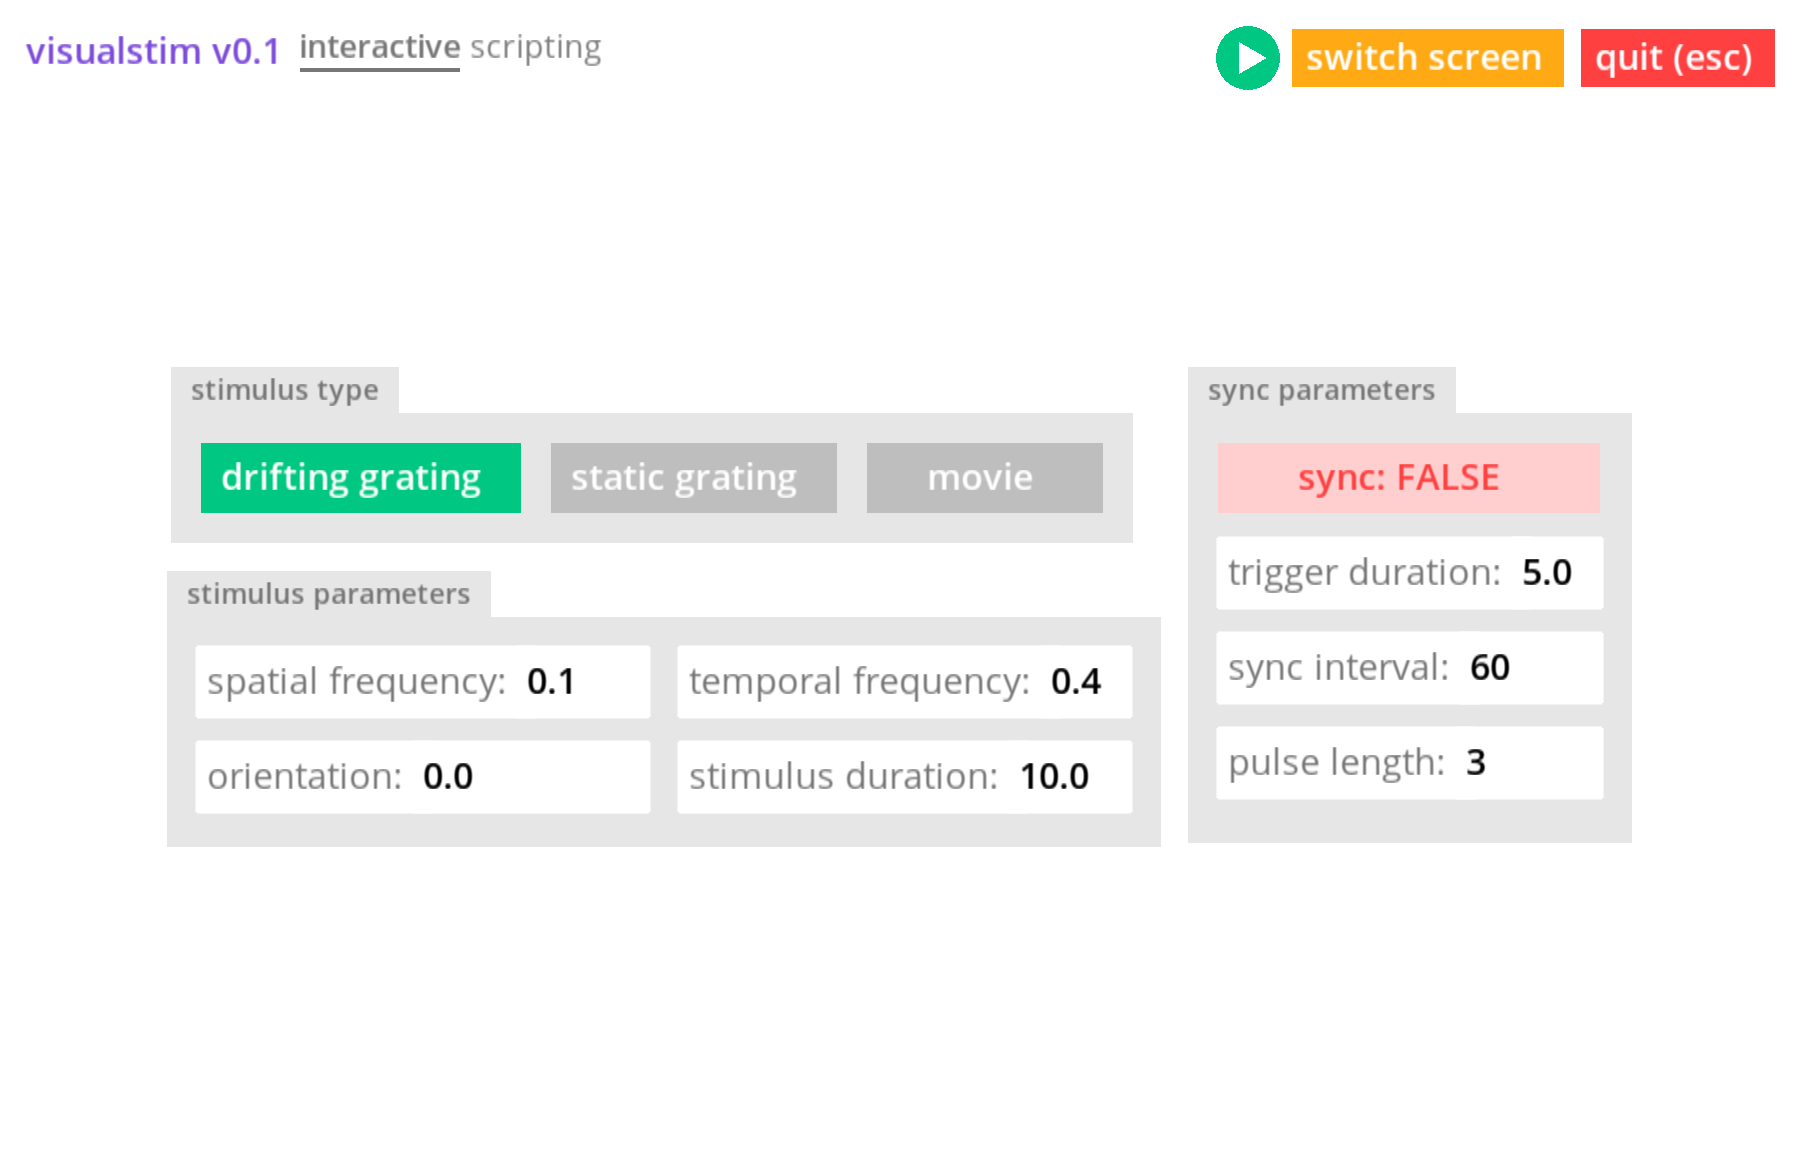 visualstim v0.1 interactive scripting
switch screen quit (esc)
stimulus type
drifting grating static grating movie
stimulus parameters
spatial frequency: 0.1 temporal frequency: 0.4
orientation: 0.0 stimulus duration: 10.0
sync parameters
sync: FALSE
trigger duration: 5.0
sync interval: 60
pulse length: 3